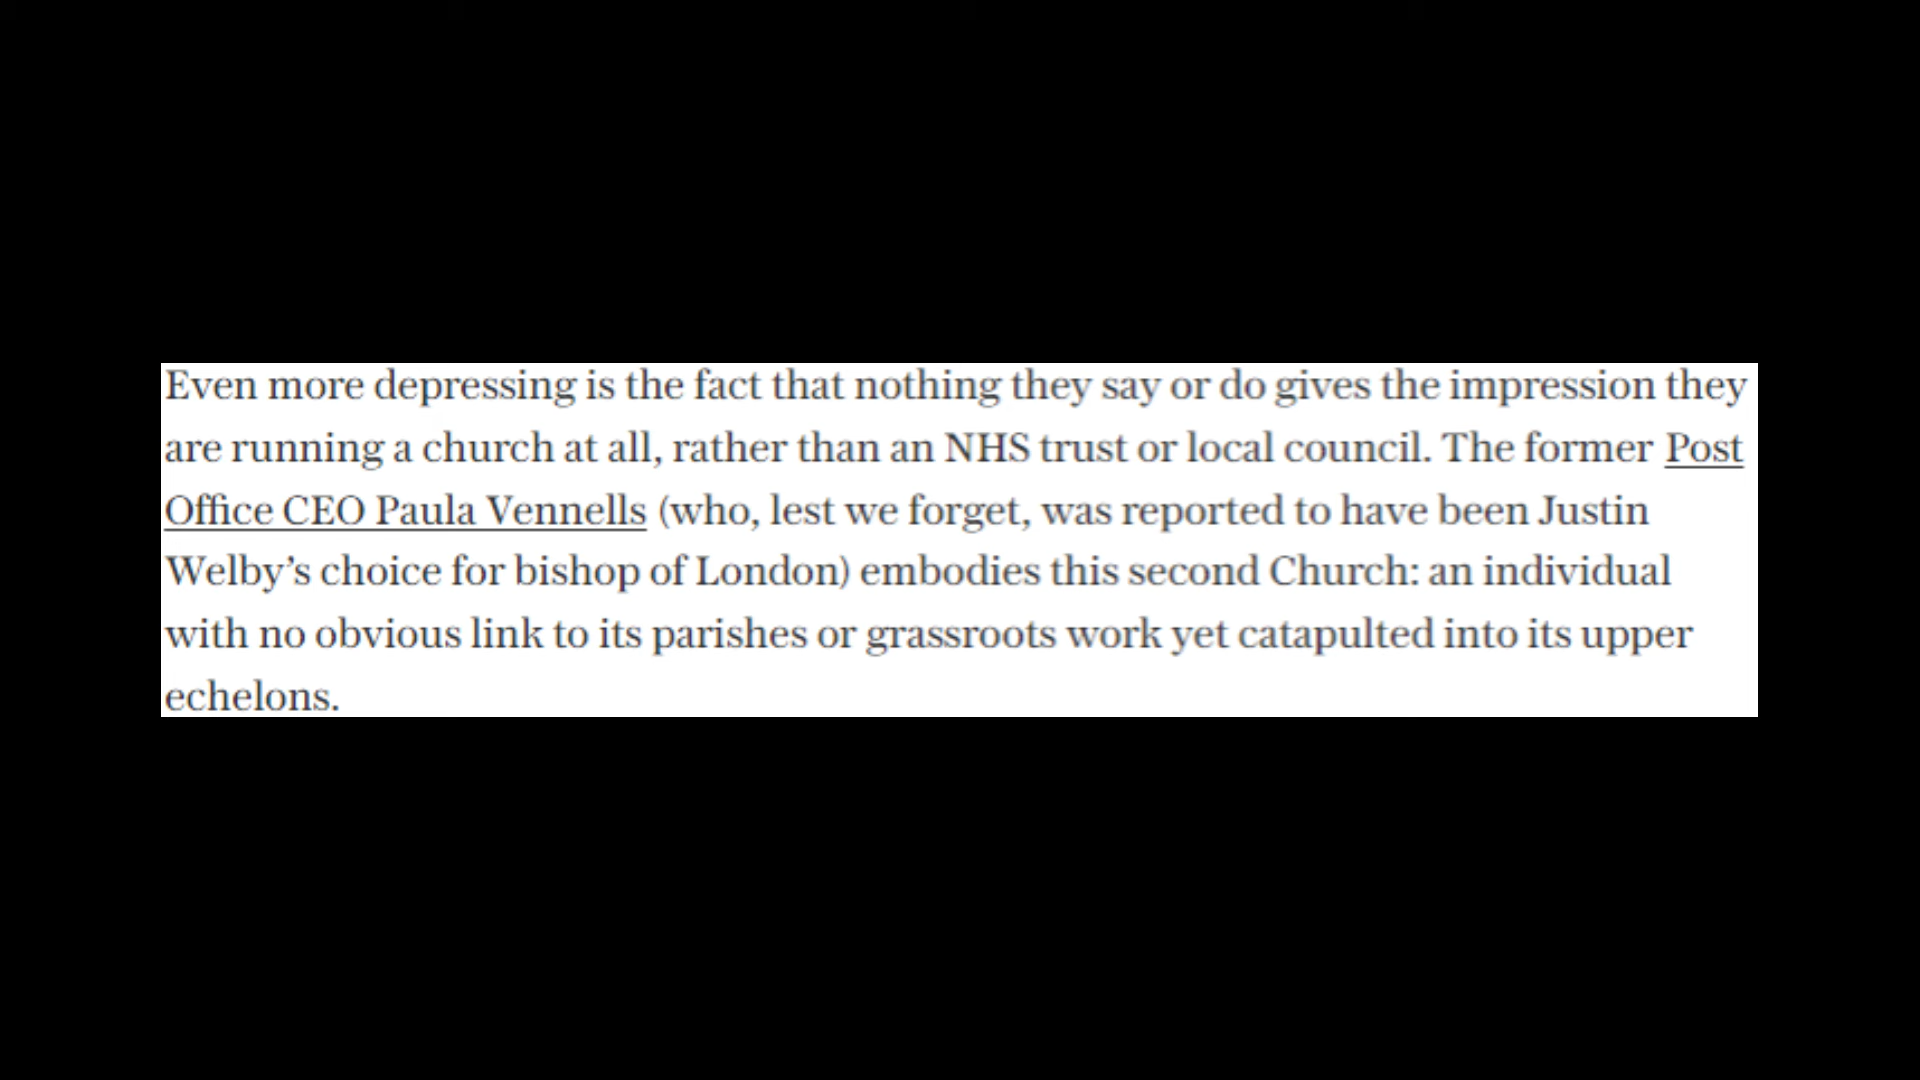 Even more depressing is the fact that nothing they say or do gives the impression they
are running a church at all, rather than an NHS trust or local council. The former Post
Office CEO Paula Vennells (who, lest we forget, was reported to have been Justin
Welby’s choice for bishop of London) embodies this second Church: an individual
with no obvious link to its parishes or grassroots work yet catapulted into its upper
echelons.